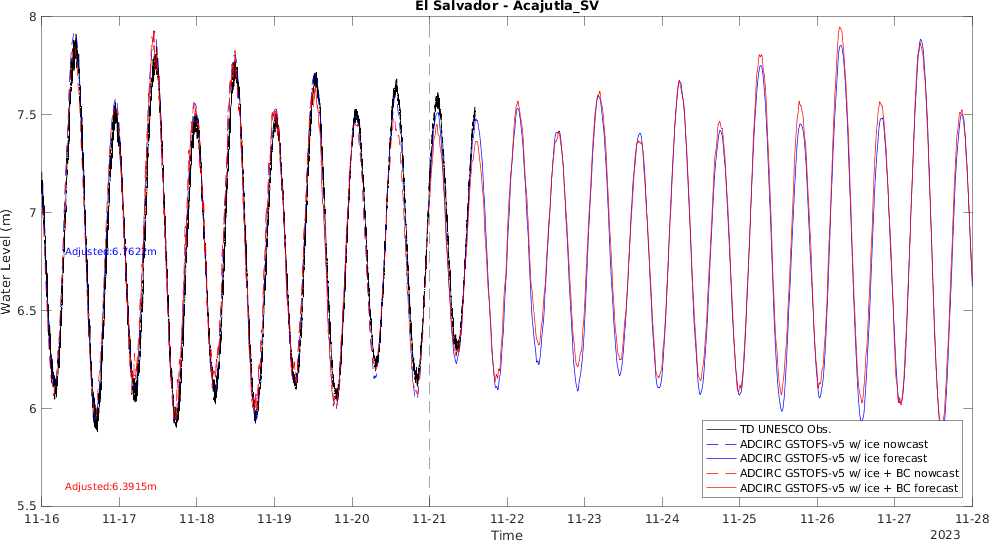 El Salvador - Acajutla_SV
8
7.5
7
6.5
6
5.5
Water Level (m)
Adjusted:6.7622m
Adjusted:6.3915m
TD UNESCO Obs.
ADCIRC GSTOFS-v5 w/ ice nowcast
ADCIRC GSTOFS-v5 w/ ice forecast
ADCIRC GSTOFS-v5 w/ ice + BC nowcast
ADCIRC GSTOFS-v5 w/ ice + BC forecast
11-16 11-17 11-18 11-19 11-20 11-21 11-22 11-23 11-24 11-25 11-26 11-27 11-28
Time
2023